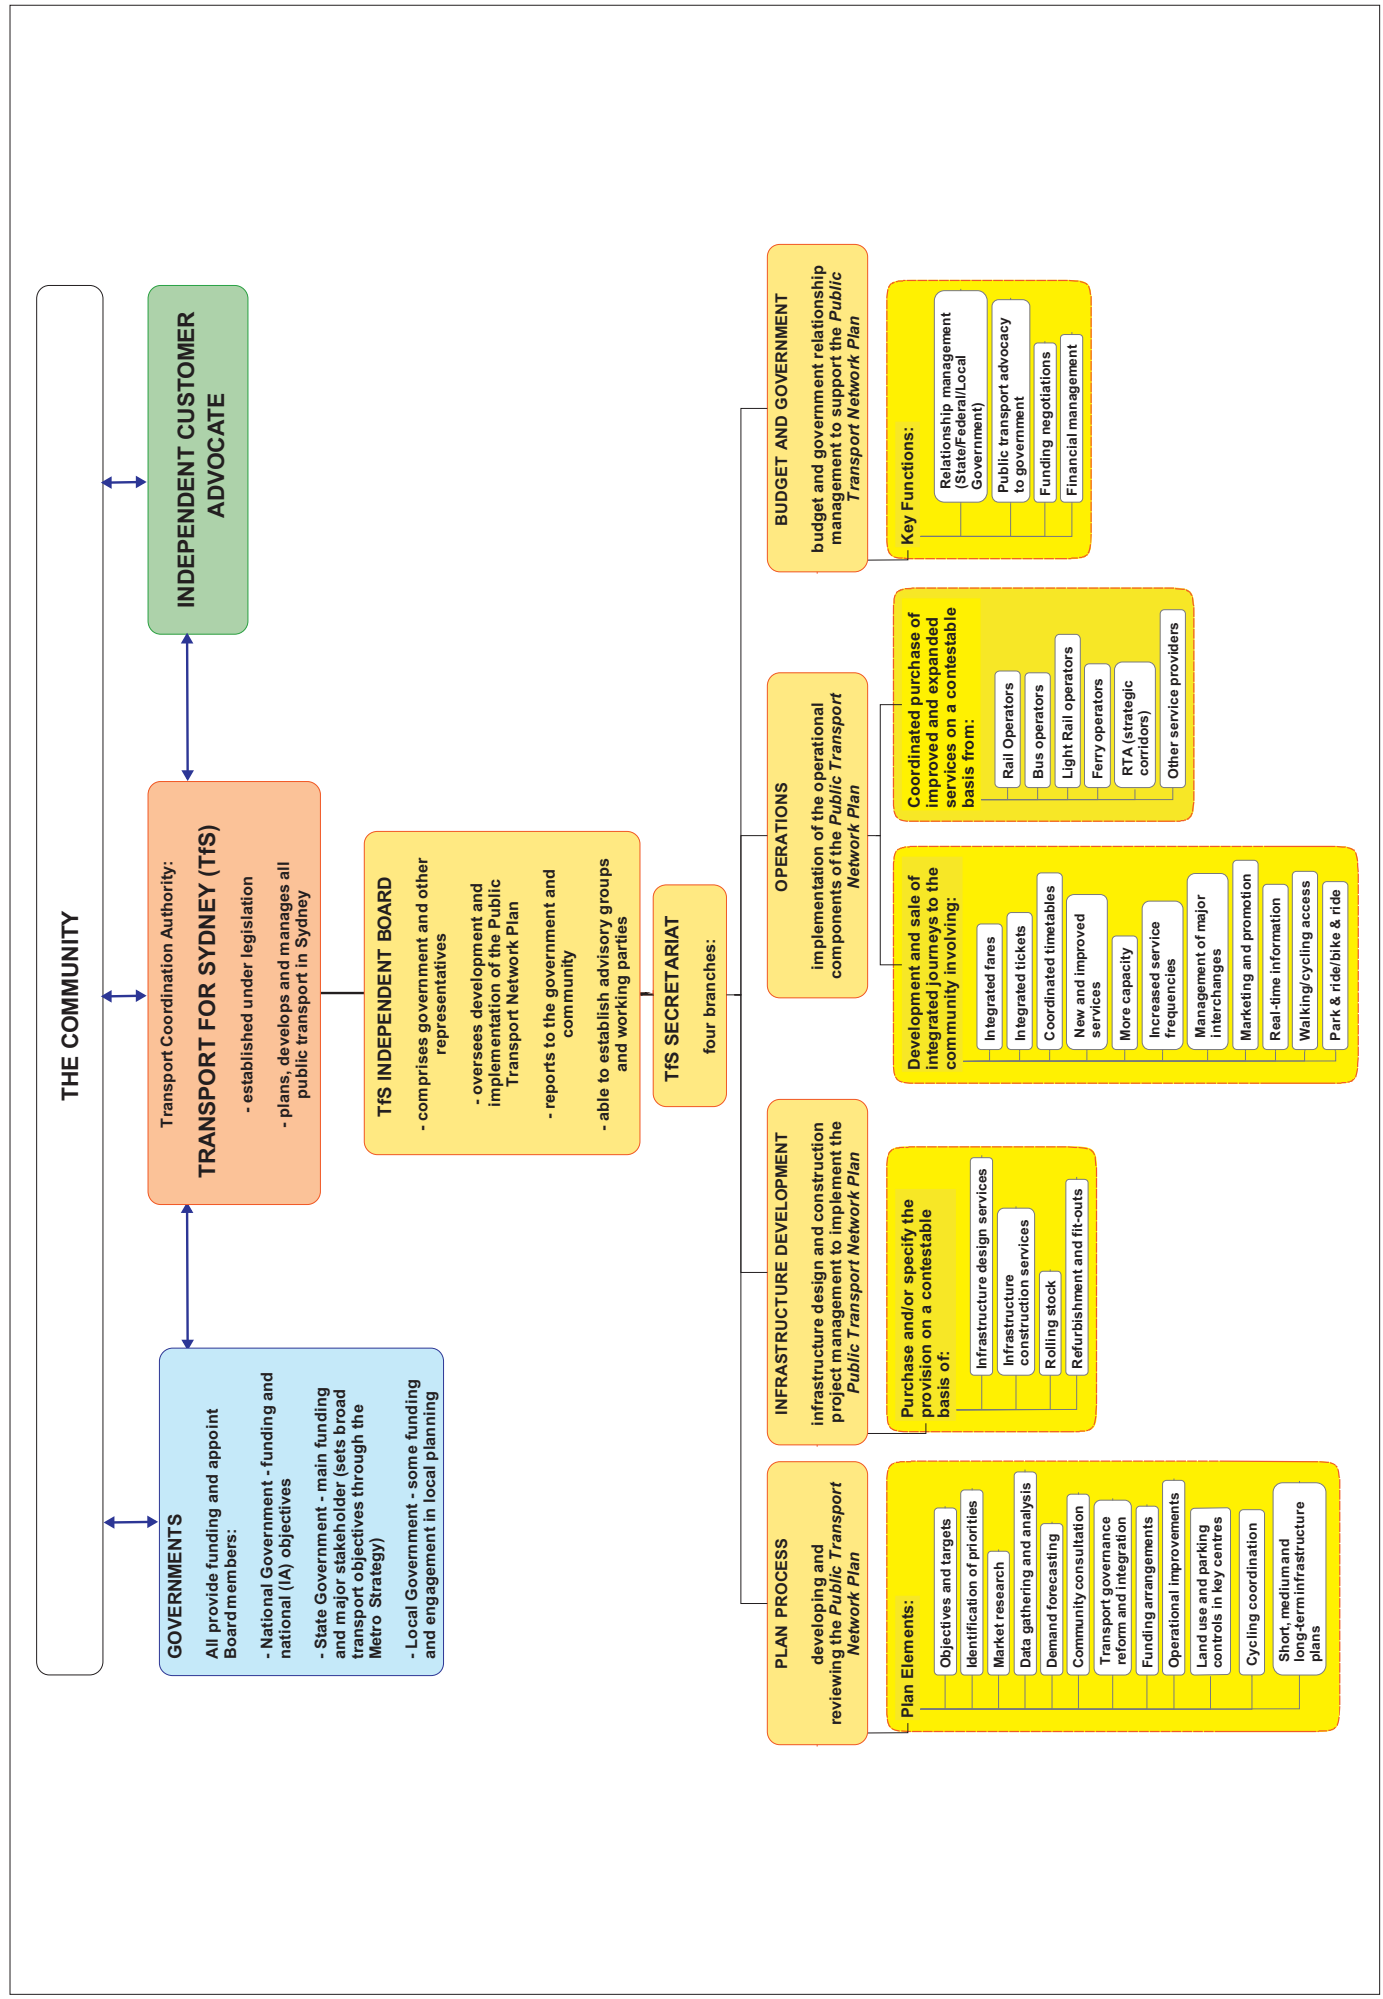 THE COMMUNITY
GOVERNMENTS
All provide funding and appoint
Board members:
- National Government - funding and
national (IA) objectives
- State Government - main funding
and major stakeholder (sets broad
transport objectives through the
Metro Strategy)
- Local Government - some funding
and engagement in local planning
Transport Coordination Authority:
TRANSPORT FOR SYDNEY (TfS)
- established under legislation
- plans, develops and manages all
public transport in Sydney
INDEPENDENT CUSTOMER
ADVOCATE
TfS INDEPENDENT BOARD
- comprises government and other
representatives
- oversees development and
implementation of the Public
Transport Network Plan
- reports to the government and
community
- able to establish advisory groups
and working parties
TfS SECRETARIAT
four branches:
PLAN PROCESS
developing and
reviewing the Public Transport
Network Plan
Plan Elements:
Objectives and targets
Identification of priorities
Market research
Data gathering and analysis
Demand forecasting
Community consultation
Transport governance
reform and integration
Funding arrangements
Operational improvements
Land use and parking
controls in key centres
Cycling coordination
Short, medium and
long-term infrastructure
plans
INFRASTRUCTURE DEVELOPMENT
infrastructure design and construction
project management to implement the
Public Transport Network Plan
Purchase and/or specify the
provision on a contestable
basis of:
Infrastructure design services
Infrastructure
construction services
Rolling stock
Refurbishment and fit-outs
OPERATIONS
implementation of the operational
components of the Public Transport
Network Plan
Development and sale of
integrated journeys to the
community involving:
Integrated fares
Integrated tickets
Coordinated timetables
New and improved
services
More capacity
Increased service
frequencies
Management of major
interchanges
Marketing and promotion
Real-time information
Walking/cycling access
Park & ride/bike & ride
Coordinated purchase of
improved and expanded
services on a contestable
basis from:
Rail Operators
Bus operators
Light Rail operators
Ferry operators
RTA (strategic
corridors)
Other service providers
BUDGET AND GOVERNMENT
budget and government relationship
management to support the Public
Transport Network Plan
Key Functions:
Relationship management
(State/Federal/Local
Government)
Public transport advocacy
to government
Funding negotiations
Financial management